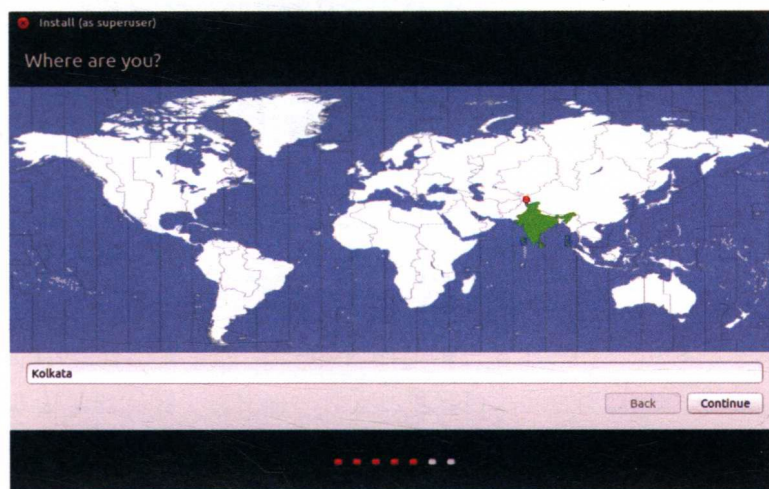 Install (as superuser)
Where are you?
Kolkata
Back
Continue